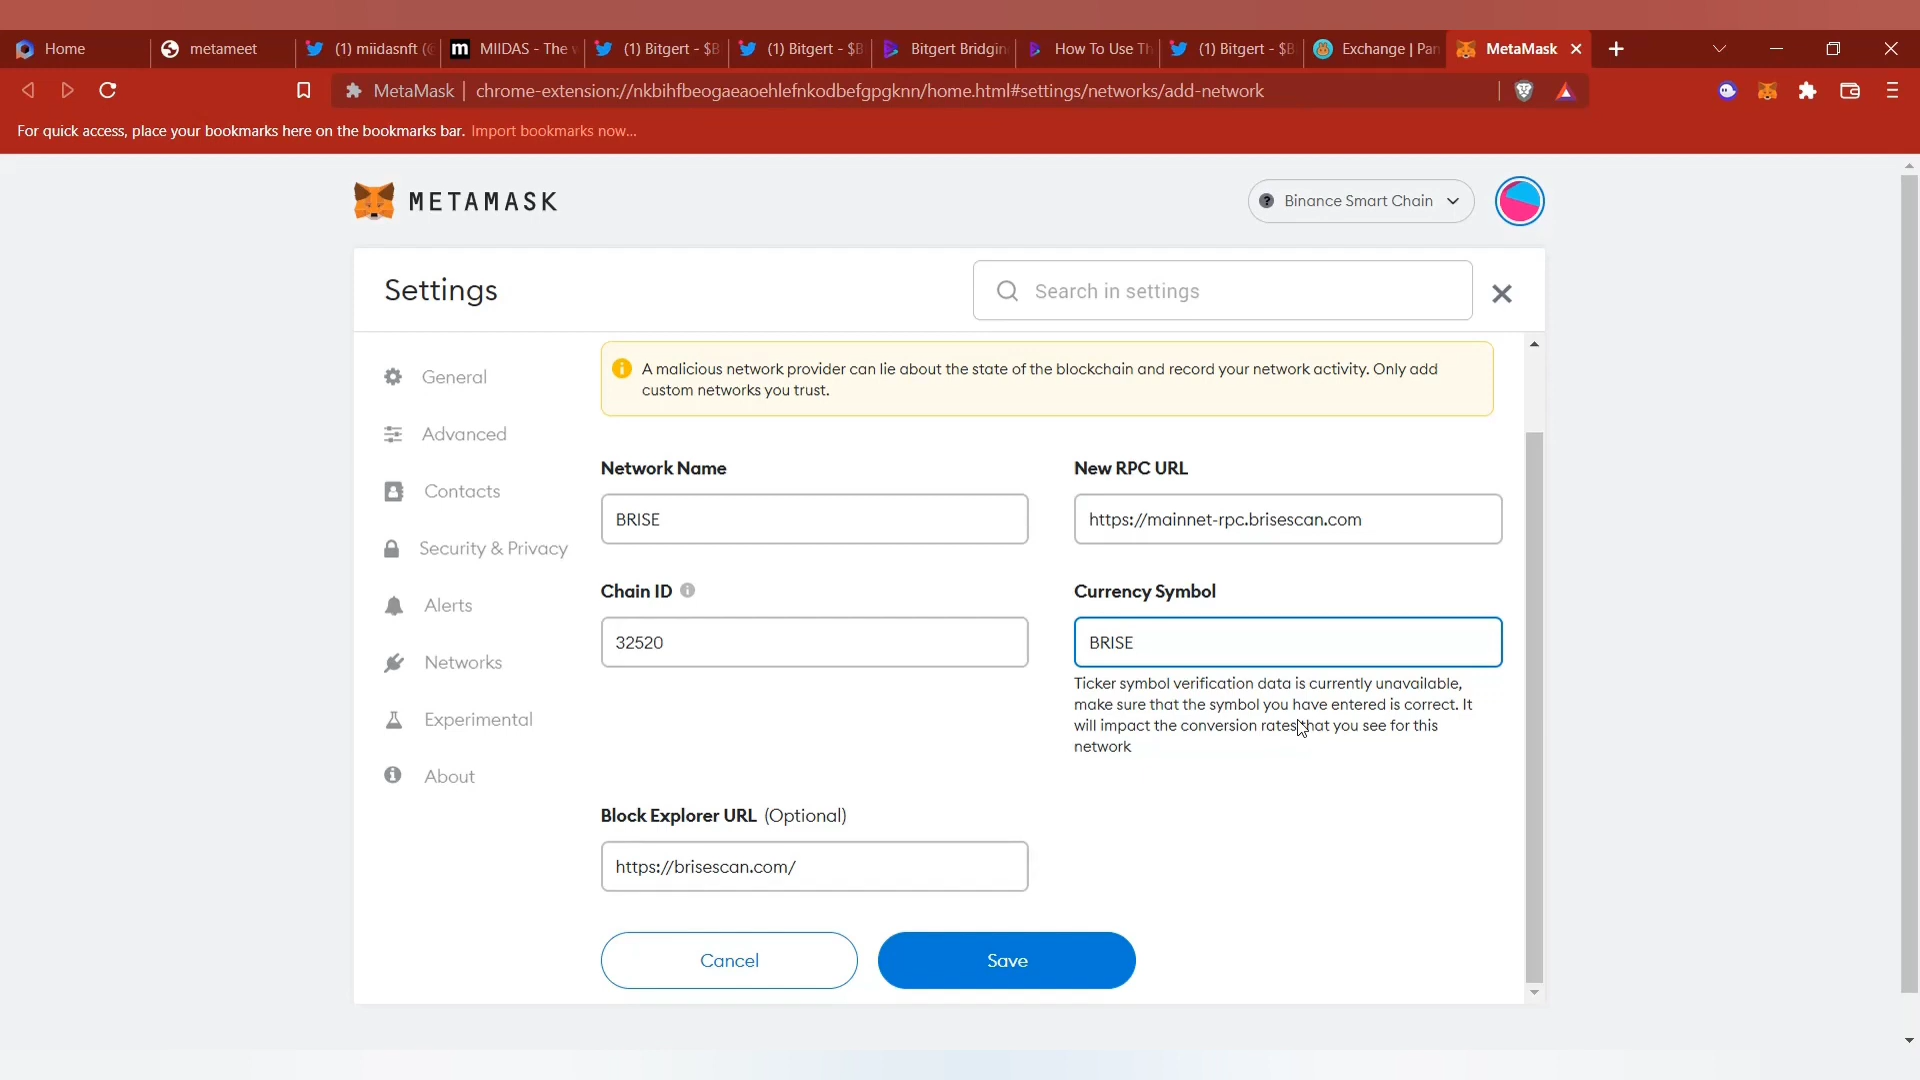 Home
metameet
(1) miidasnft (@
MIIDAS - The w
(1) Bitgert - $B
(1) Bitgert - $B
Bitgert Bridgin
How To Use Th
(1) Bitgert - $B
Exchange | Pan
MetaMask
MetaMask
chrome-extension://nkbihfbeogaeaoehlefnkodbefgpgknn/home.html#settings/networks/add-network
For quick access, place your bookmarks here on the bookmarks bar. Import bookmarks now...
METAMASK
Binance Smart Chain
Settings
Search in settings
General
Advanced
Contacts
Security & Privacy
Alerts
Networks
Experimental
About
A malicious network provider can lie about the state of the blockchain and record your network activity. Only add
custom networks you trust.
Network Name
BRISE
New RPC URL
https://mainnet-rpc.brisescan.com
Chain ID
32520
Currency Symbol
BRISE
Ticker symbol verification data is currently unavailable,
make sure that the symbol you have entered is correct. It
will impact the conversion rates that you see for this
network
Block Explorer URL (Optional)
https://brisescan.com/
Cancel
Save